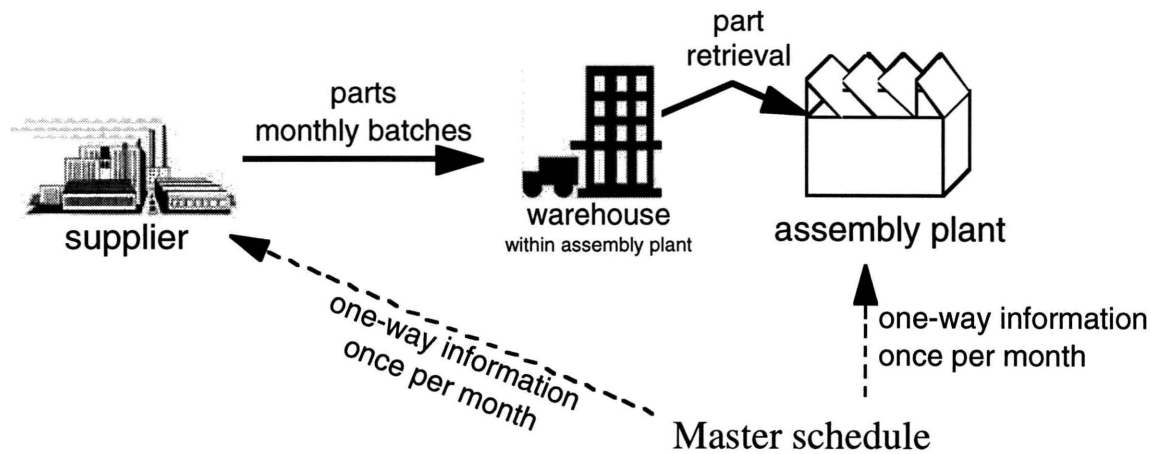 part
retrieval
parts
monthly batches
supplier
warehouse
within assembly plant
assembly plant
one-way information
once per month
one-way information
once per month
Master schedule